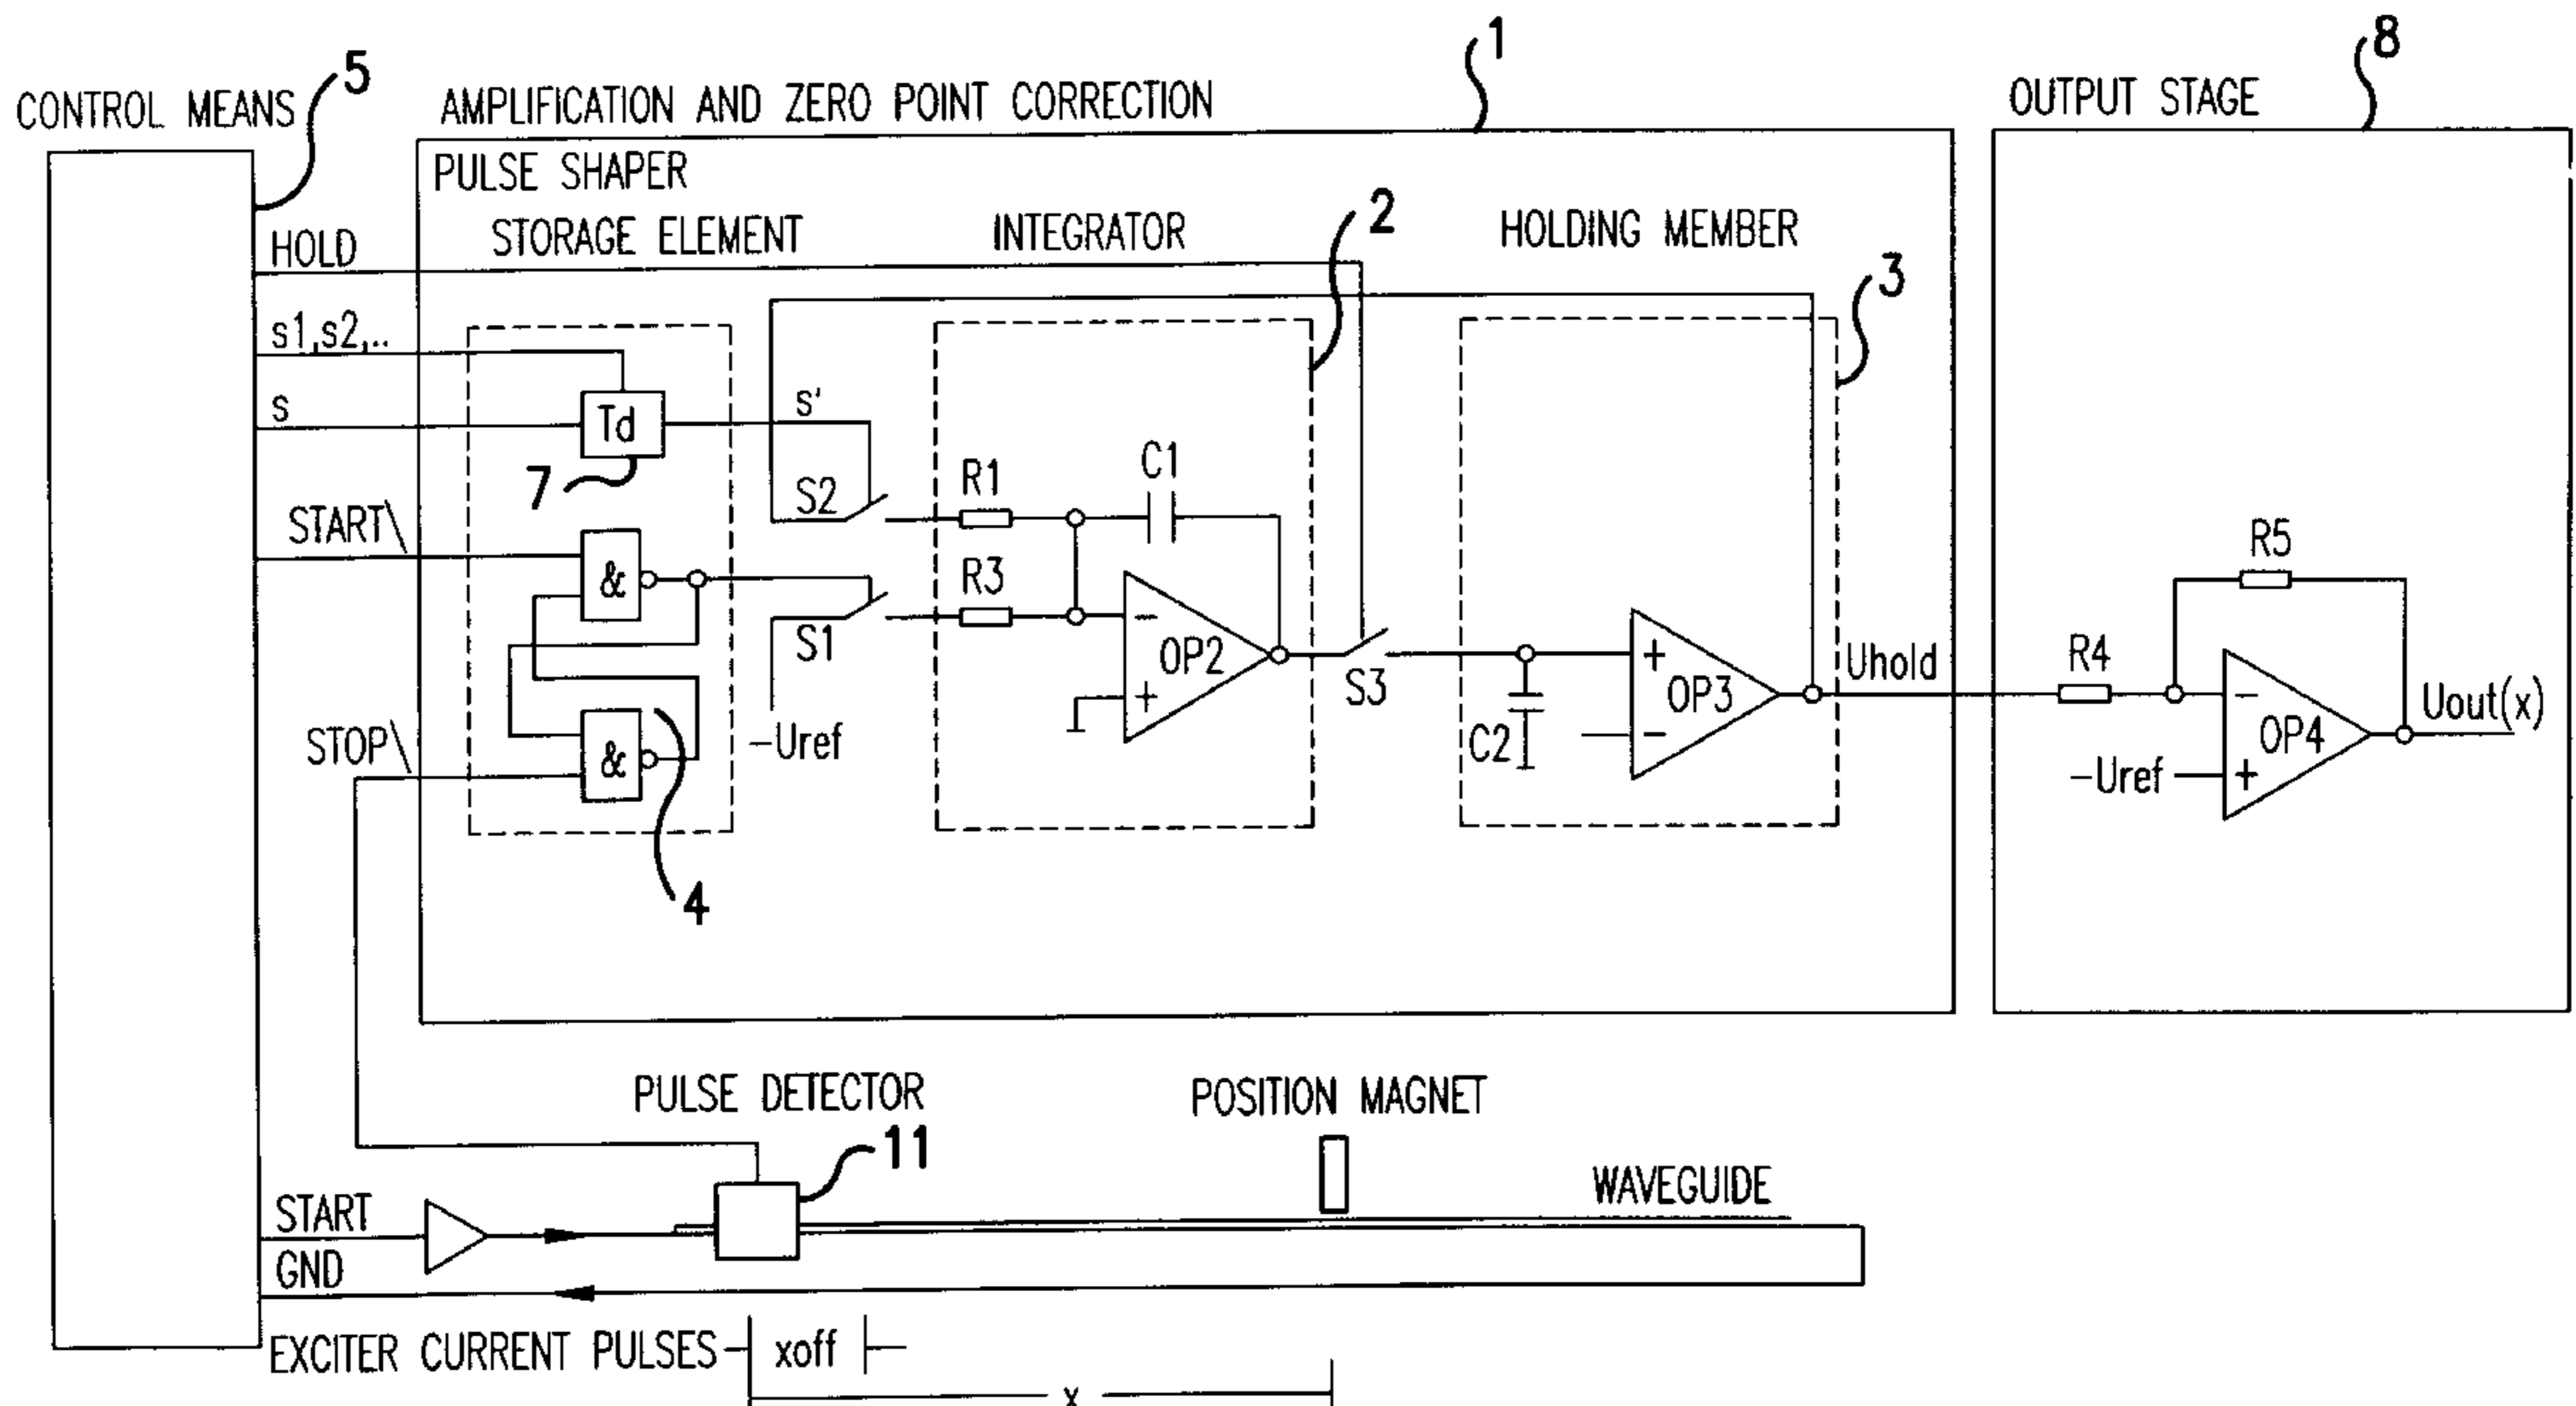 1
8
5
CONTROL MEANS
AMPLIFICATION AND ZERO POINT CORRECTION
OUTPUT STAGE
PULSE SHAPER
STORAGE ELEMENT
INTEGRATOR
2
HOLDING MEMBER
3
HOLD
s1,s2,..
s
Td
s'
7
S2
R1
C1
START\
&
R3
S1
-
OP2
+
S3
+
OP3
-
C2
Uhold
R4
R5
-
OP4
+
Uout(x)
-Uref
STOP\
&
-Uref
4
PULSE DETECTOR
POSITION MAGNET
11
WAVEGUIDE
START
GND
EXCITER CURRENT PULSES
xoff
x